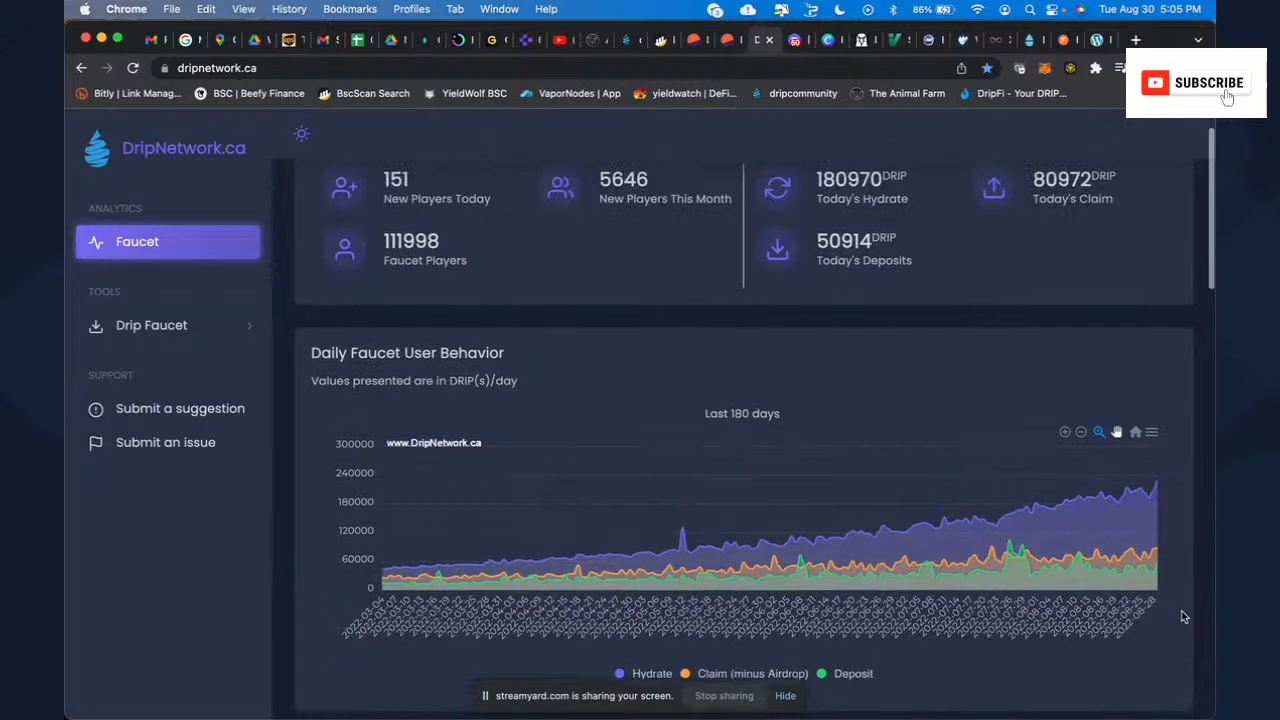 Chrome File Edit View History Bookmarks Profiles Tab Window Help 86% Tue Aug 30 5:05 PM
dripnetwork.ca
SUBSCRIBE
Bitly | Link Manag... BSC | Beefy Finance BscScan Search YieldWolf BSC VaporNodes | App yieldwatch | DeFi... dripcommunity The Animal Farm DripFi - Your DRIP...
DripNetwork.ca
ANALYTICS
Faucet
TOOLS
Drip Faucet
SUPPORT
Submit a suggestion
Submit an issue
151
New Players Today
5646
New Players This Month
180970DRIP
Today's Hydrate
80972DRIP
Today's Claim
111998
Faucet Players
50914DRIP
Today's Deposits
Daily Faucet User Behavior
Values presented are in DRIP(s)/day
Last 180 days
www.DripNetwork.ca
300000
240000
180000
120000
60000
0
Hydrate Claim (minus Airdrop) Deposit
streamyard.com is sharing your screen. Stop sharing Hide